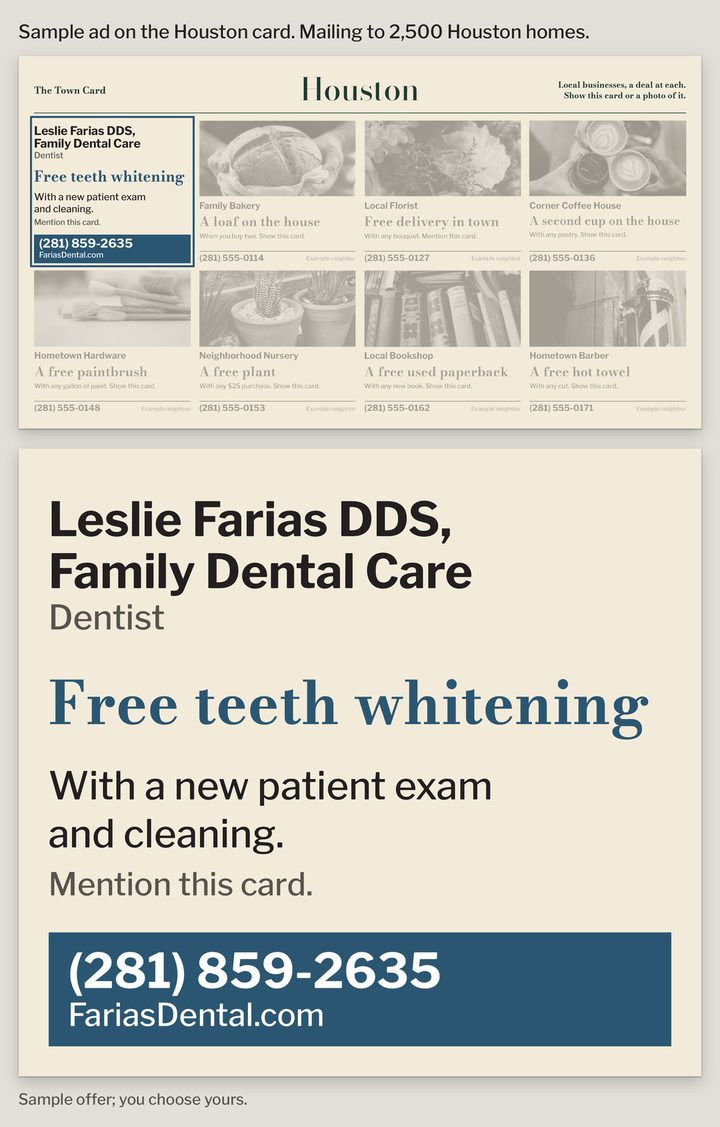 Sample ad on the Houston card. Mailing to 2,500 Houston homes.
The Town Card
Houston
Local businesses, a deal at each.
Show this card or a photo of it.
Leslie Farias DDS,
Family Dental Care
Dentist
Free teeth whitening
With a new patient exam
and cleaning.
Mention this card.
(281) 859-2635
FariasDental.com
Family Bakery
A loaf on the house
When you buy two. Show this card.
(281) 555-0114
Example neighbor
Local Florist
Free delivery in town
With any bouquet. Mention this card.
(281) 555-0127
Example neighbor
Corner Coffee House
A second cup on the house
With any pastry. Show this card.
(281) 555-0136
Example neighbor
Hometown Hardware
A free paintbrush
With any gallon of paint. Show this card.
(281) 555-0148
Example neighbor
Neighborhood Nursery
A free plant
With any $25 purchase. Show this card.
(281) 555-0153
Example neighbor
Local Bookshop
A free used paperback
With any new book. Show this card.
(281) 555-0162
Example neighbor
Hometown Barber
A free hot towel
With any cut. Show this card.
(281) 555-0171
Example neighbor
Leslie Farias DDS,
Family Dental Care
Dentist
Free teeth whitening
With a new patient exam
and cleaning.
Mention this card.
(281) 859-2635
FariasDental.com
Sample offer; you choose yours.